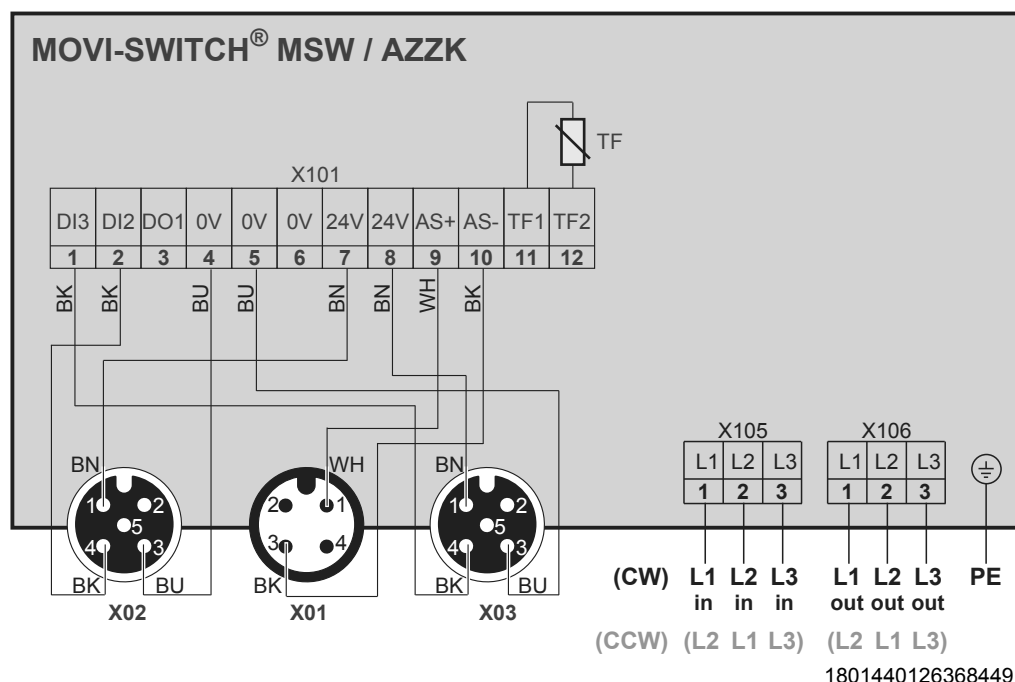 MOVI-SWITCH® MSW / AZZK
TF
X101
DI3 DI2 DO1 0V 0V 0V 24V 24V AS+ AS- TF1 TF2
1 2 3 4 5 6 7 8 9 10 11 12
BK BK BU BU BN BN WH BK
X105 X106
L1 L2 L3 L1 L2 L3
1 2 3 1 2 3
BN WH BN
1 2 2 1 1 2
5 5
4 3 3 4 4 3
BK BU BK BK BU
X02 X01 X03
(CW) L1 L2 L3 L1 L2 L3 PE
in in in out out out
(CCW) (L2 L1 L3) (L2 L1 L3)
1801440126368449